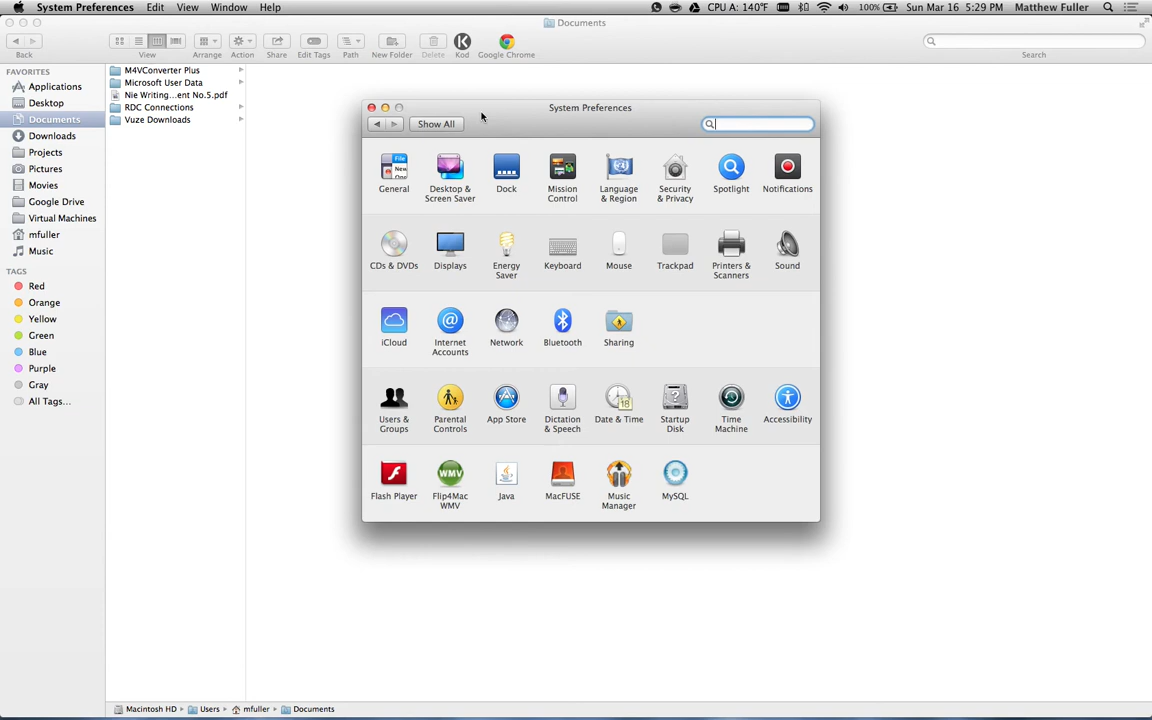 System Preferences Edit View Window Help CPU A: 140°F 100% Sun Mar 16 5:29 PM Matthew Fuller
Documents
Back View Arrange Action Share Edit Tags Path New Folder Delete Kod Google Chrome Search
FAVORITES
Applications
Desktop
Documents
Downloads
Projects
Pictures
Movies
Google Drive
Virtual Machines
mfuller
Music
TAGS
Red
Orange
Yellow
Green
Blue
Purple
Gray
All Tags...
M4VConverter Plus
Microsoft User Data
Nie Writing...ent No.5.pdf
RDC Connections
Vuze Downloads
System Preferences
Show All
General Desktop & Screen Saver Dock Mission Control Language & Region Security & Privacy Spotlight Notifications
CDs & DVDs Displays Energy Saver Keyboard Mouse Trackpad Printers & Scanners Sound
iCloud Internet Accounts Network Bluetooth Sharing
Users & Groups Parental Controls App Store Dictation & Speech Date & Time Startup Disk Time Machine Accessibility
Flash Player Flip4Mac WMV Java MacFUSE Music Manager MySQL
Macintosh HD Users mfuller Documents